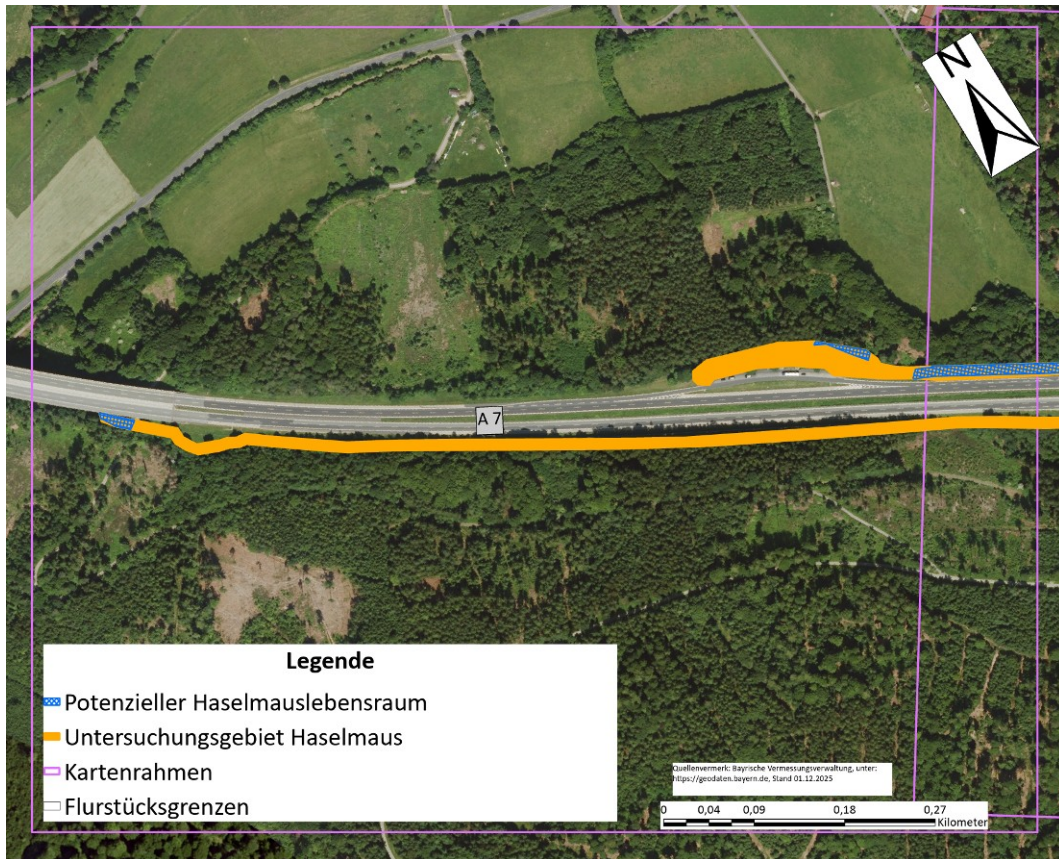 N
A 7
Legende
Potenzieller Haselmauslebensraum
Untersuchungsgebiet Haselmaus
Kartenrahmen
Flurstücksgrenzen
Quellenvermerk: Bayrische Vermessungsverwaltung, unter:
https://geodaten.bayern.de, Stand 01.12.2025
0 0,04 0,09 0,18 0,27
Kilometer